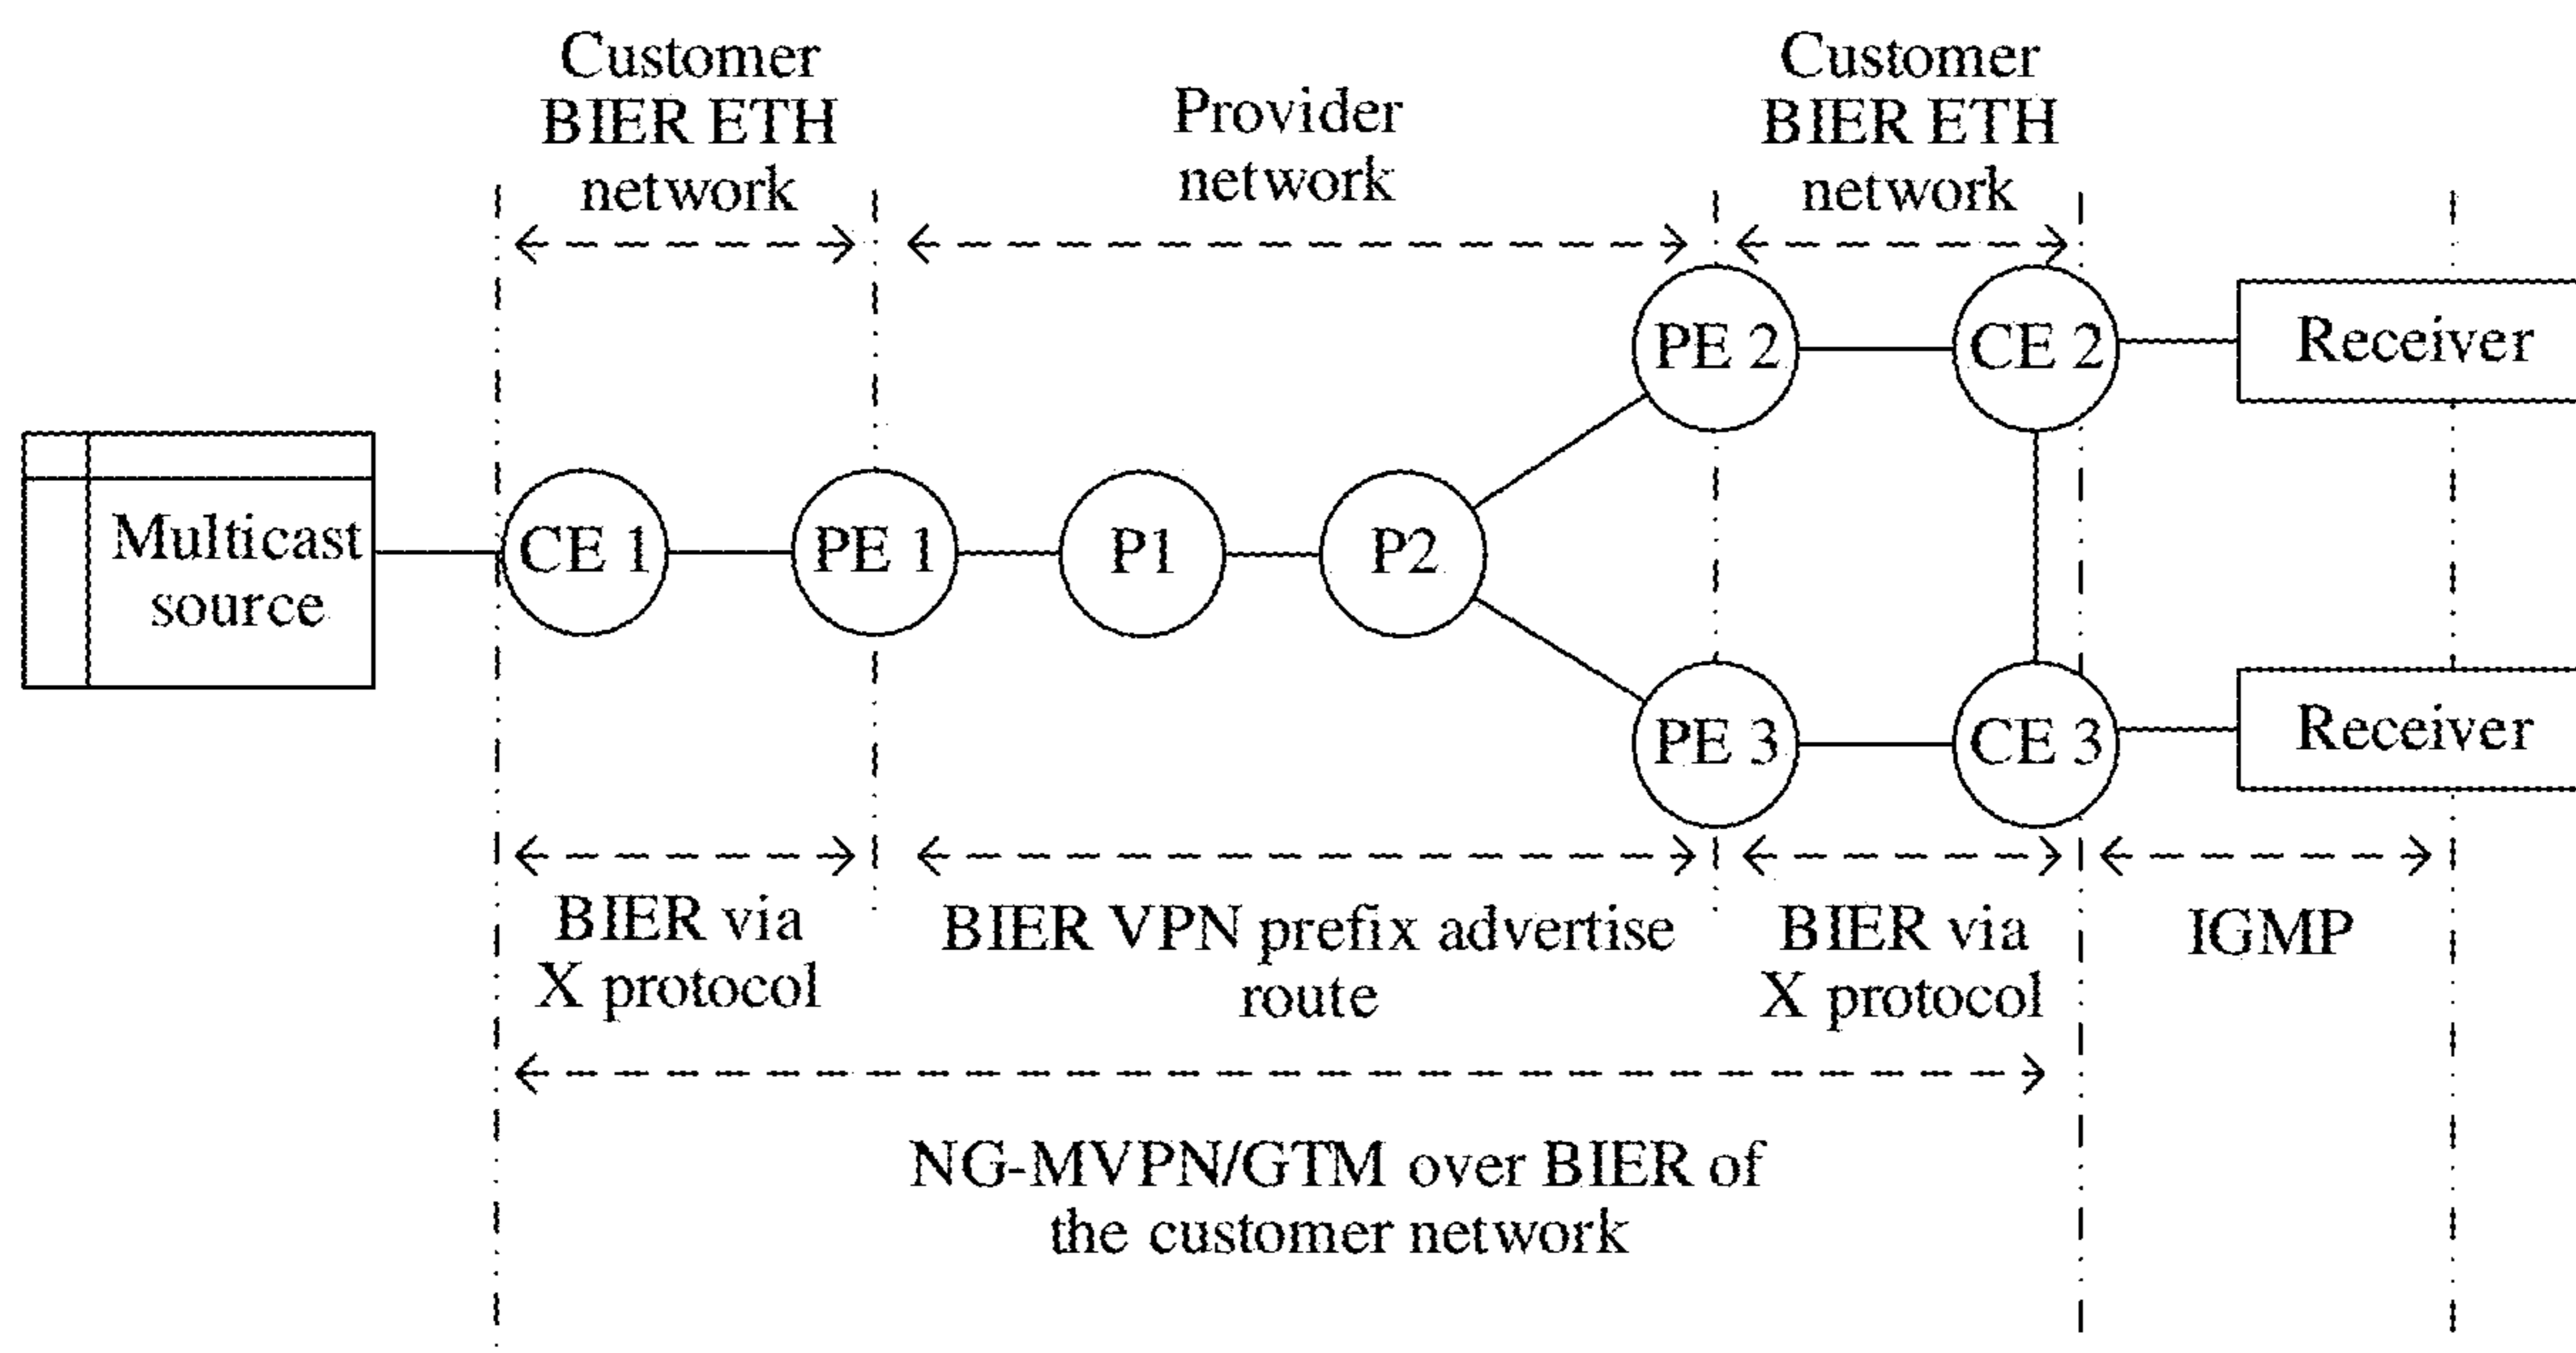 Customer
BIER ETH
network
Provider
network
Customer
BIER ETH
network
Multicast
source
CE 1
PE 1
P1
P2
PE 2
CE 2
Receiver
PE 3
CE 3
Receiver
BIER via
X protocol
BIER VPN prefix advertise
route
BIER via
X protocol
IGMP
NG-MVPN/GTM over BIER of
the customer network